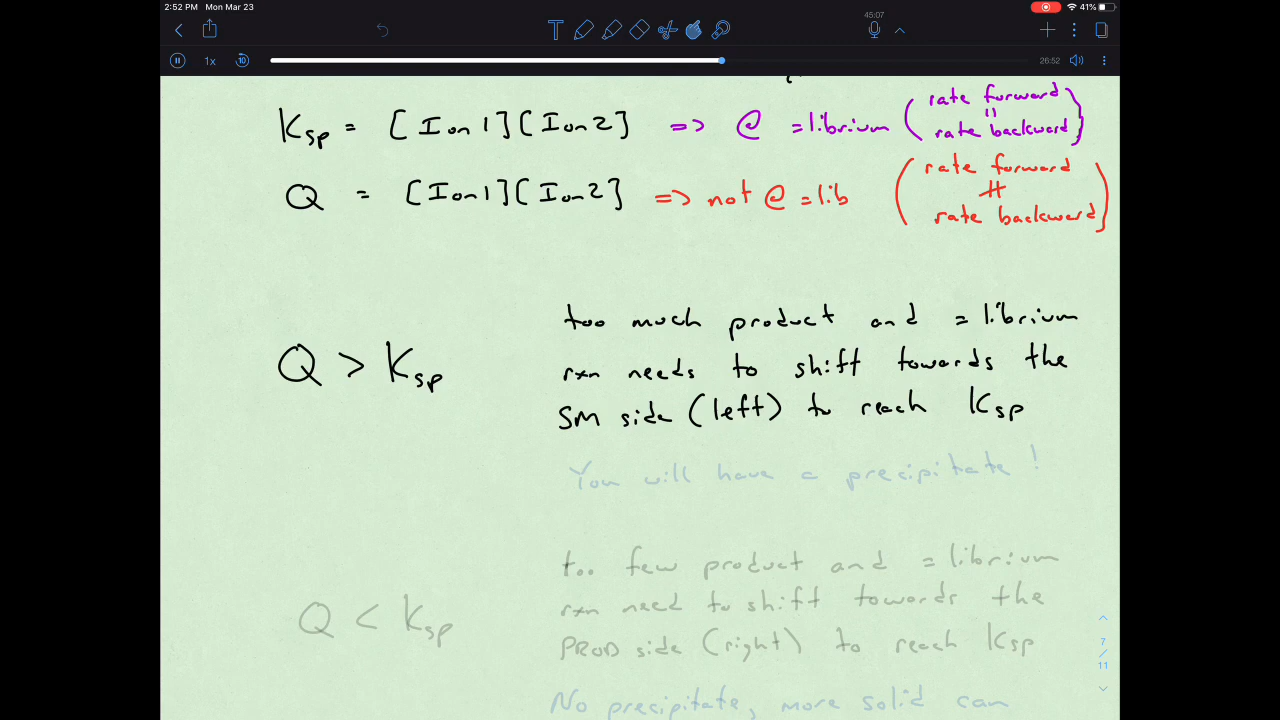 2:52 PM Mon Mar 23
41%
45:07
T
1x
10
26:52
Ksp = [Ion1][Ion2] => @ =librium (rate forward
=
rate backward)
Q = [Ion1][Ion2] => not @ =lib (rate forward
≠
rate backward)
too much product and =librium
Q > Ksp
rxn needs to shift towards the
SM side (left) to reach Ksp
You will have a precipitate!
too few product and =librium
Q < Ksp
rxn need to shift towards the
PROD side (right) to reach Ksp
No precipitate, more solid can
7
/
11